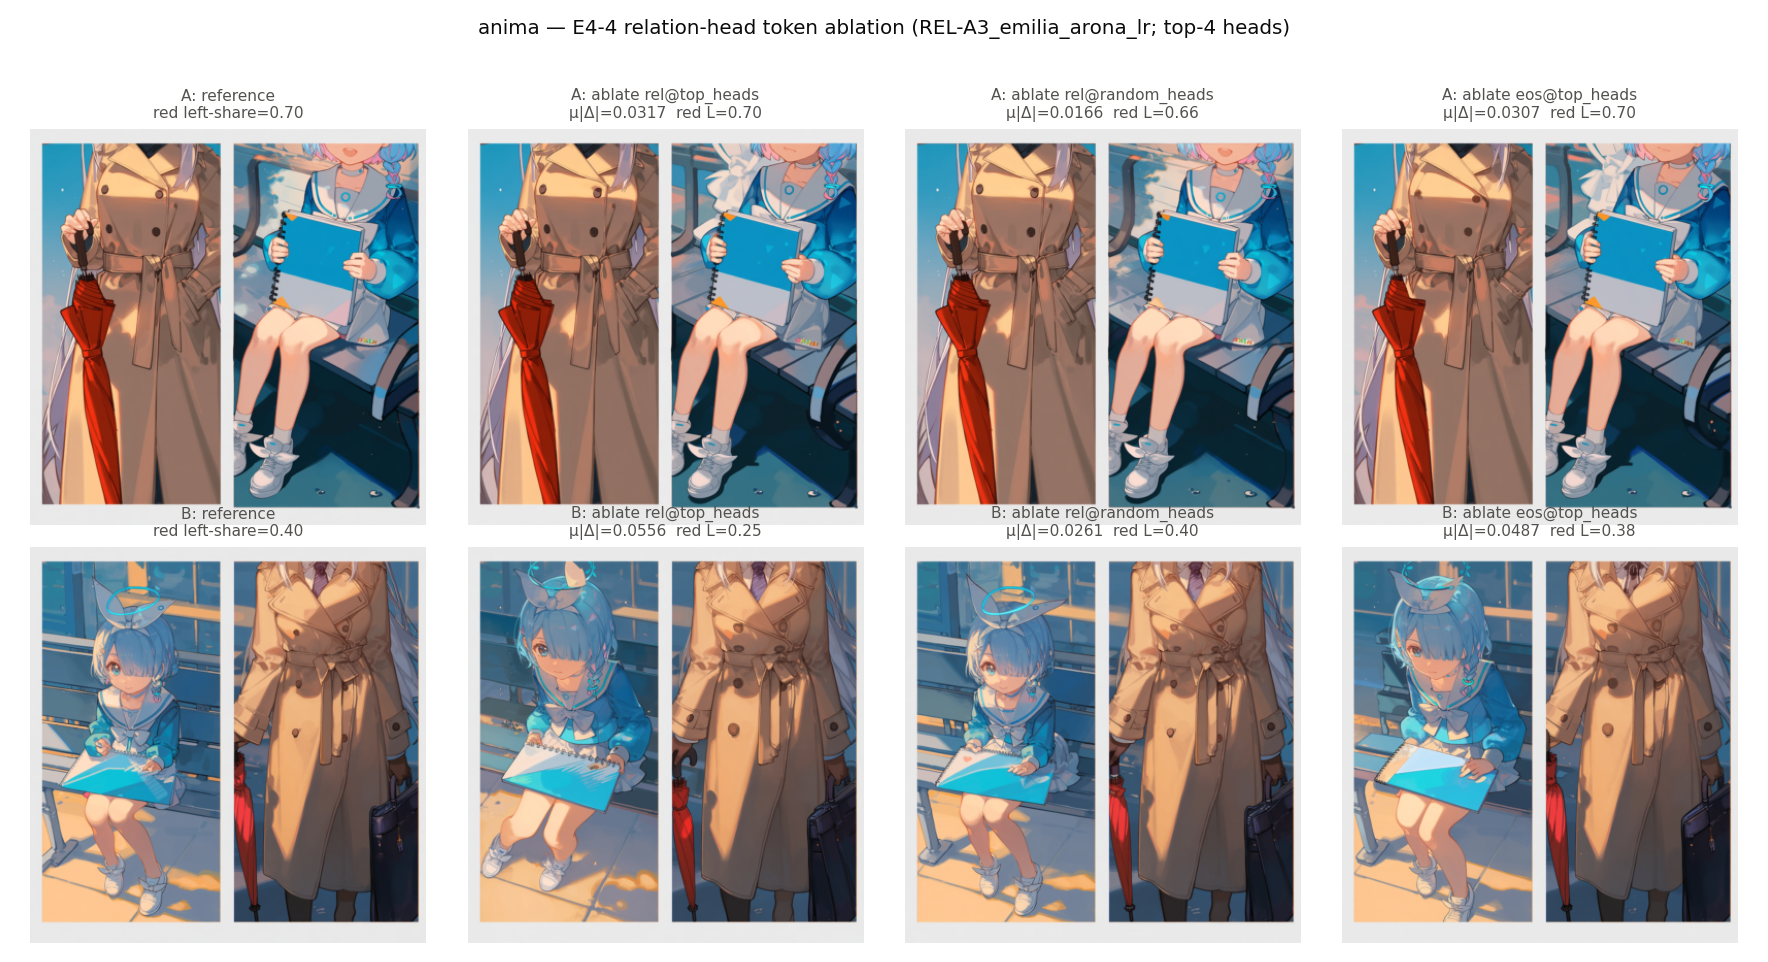 anima — E4-4 relation-head token ablation (REL-A3_emilia_arona_lr; top-4 heads)
A: reference
red left-share=0.70
A: ablate rel@top_heads
μ|Δ|=0.0317  red L=0.70
A: ablate rel@random_heads
μ|Δ|=0.0166  red L=0.66
A: ablate eos@top_heads
μ|Δ|=0.0307  red L=0.70
B: reference
red left-share=0.40
B: ablate rel@top_heads
μ|Δ|=0.0556  red L=0.25
B: ablate rel@random_heads
μ|Δ|=0.0261  red L=0.40
B: ablate eos@top_heads
μ|Δ|=0.0487  red L=0.38